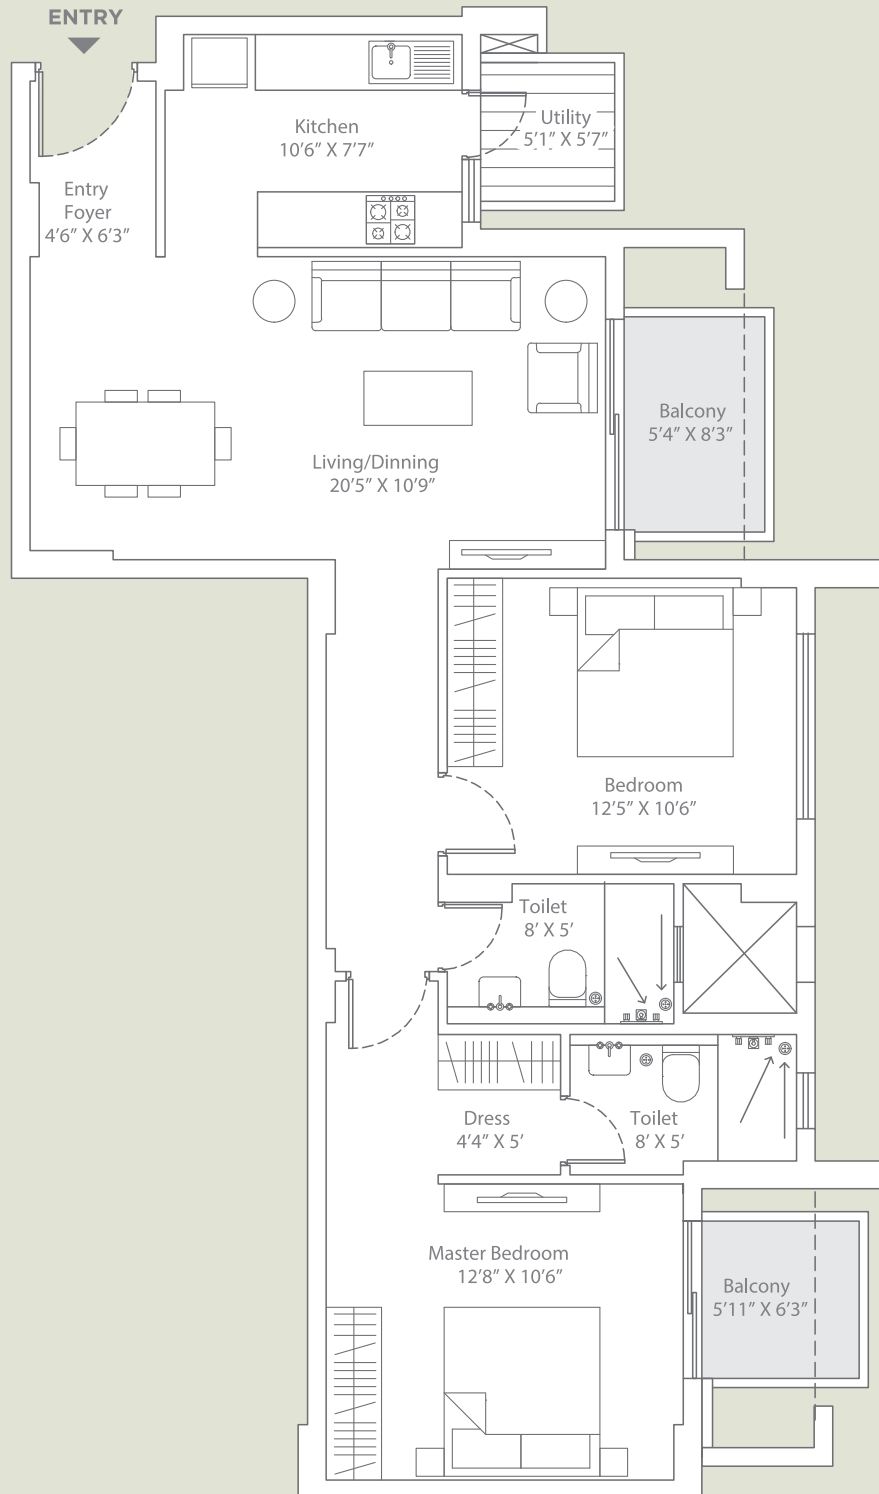 ENTRY
Kitchen
10’6” X 7’7”
Utility
5’1” X 5’7”
Entry
Foyer
4’6” X 6’3”
Balcony
5’4” X 8’3”
Living/Dinning
20’5” X 10’9”
Bedroom
12’5” X 10’6”
Toilet
8’ X 5’
Dress
4’4” X 5’
Toilet
8’ X 5’
Master Bedroom
12’8” X 10’6”
Balcony
5’11” X 6’3”